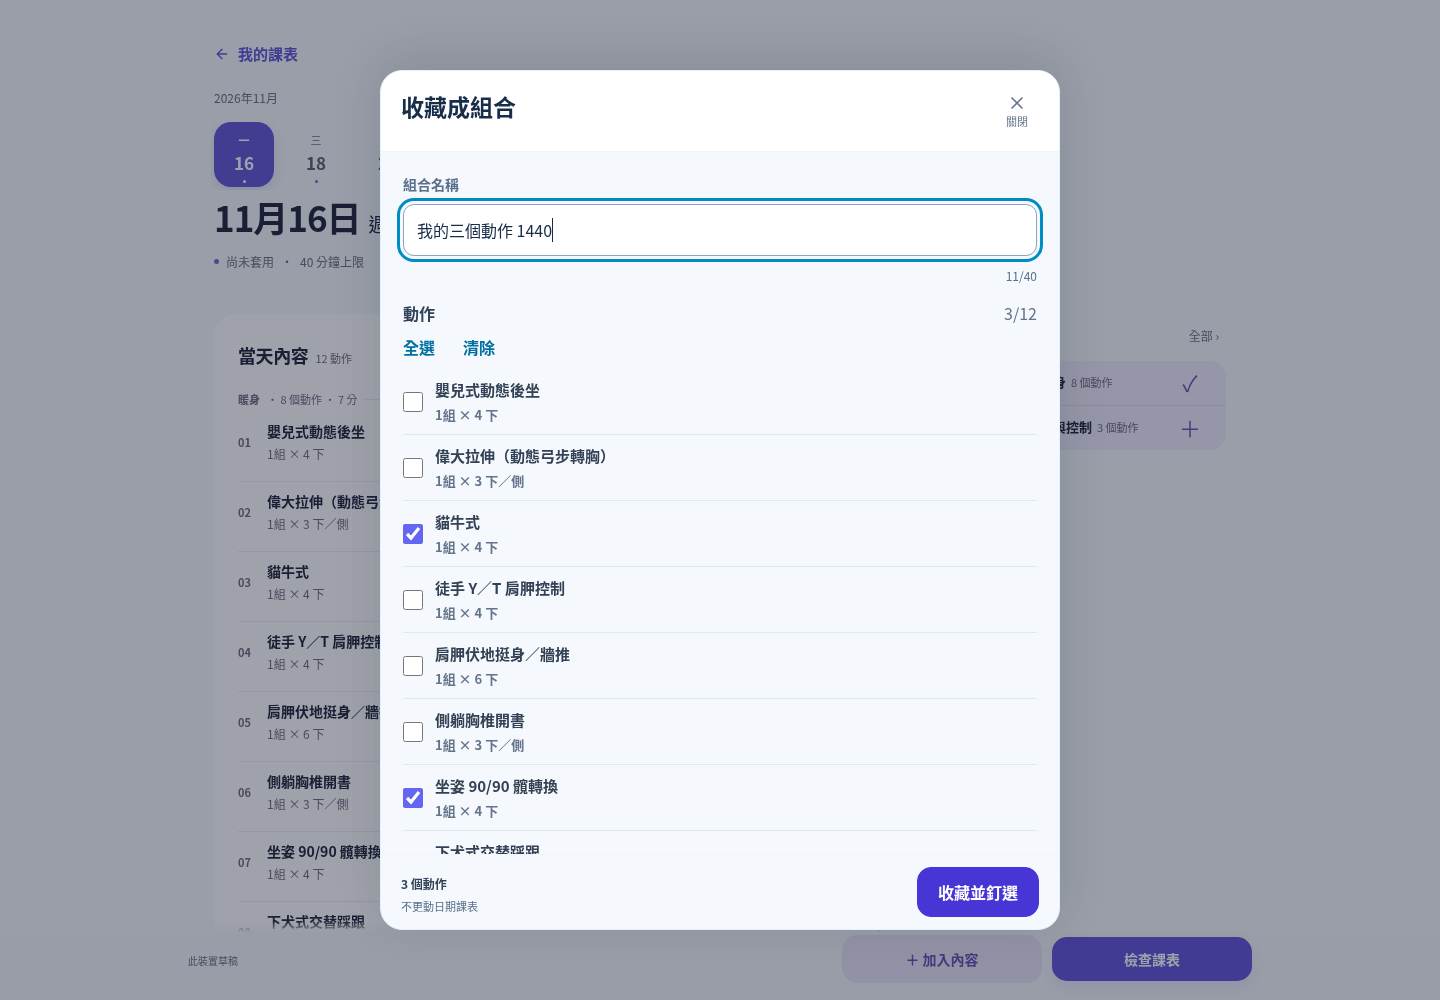 我的課表
2026年11月
一
16
三
18
11月16日
尚未套用 • 40 分鐘上限
當天內容 12 動作
暖身 • 8 個動作 • 7 分
01 嬰兒式動態後坐
1組 × 4 下
02 偉大拉伸（動態弓
1組 × 3 下／側
03 貓牛式
1組 × 4 下
04 徒手 Y／T 肩胛控制
1組 × 4 下
05 肩胛伏地挺身／牆
1組 × 6 下
06 側躺胸椎開書
1組 × 3 下／側
07 坐姿 90/90 髖轉換
1組 × 4 下
08 下犬式交替踩踝
此裝置草稿
收藏成組合
關閉
組合名稱
我的三個動作 1440
11/40
動作 3/12
全選 清除
嬰兒式動態後坐
1組 × 4 下
偉大拉伸（動態弓步轉胸）
1組 × 3 下／側
貓牛式
1組 × 4 下
徒手 Y／T 肩胛控制
1組 × 4 下
肩胛伏地挺身／牆推
1組 × 6 下
側躺胸椎開書
1組 × 3 下／側
坐姿 90/90 髖轉換
1組 × 4 下
下犬式交替踩踝
3 個動作
不更動日期課表
收藏並釘選
全部 ›
身 8 個動作
與控制 3 個動作
＋ 加入內容
檢查課表